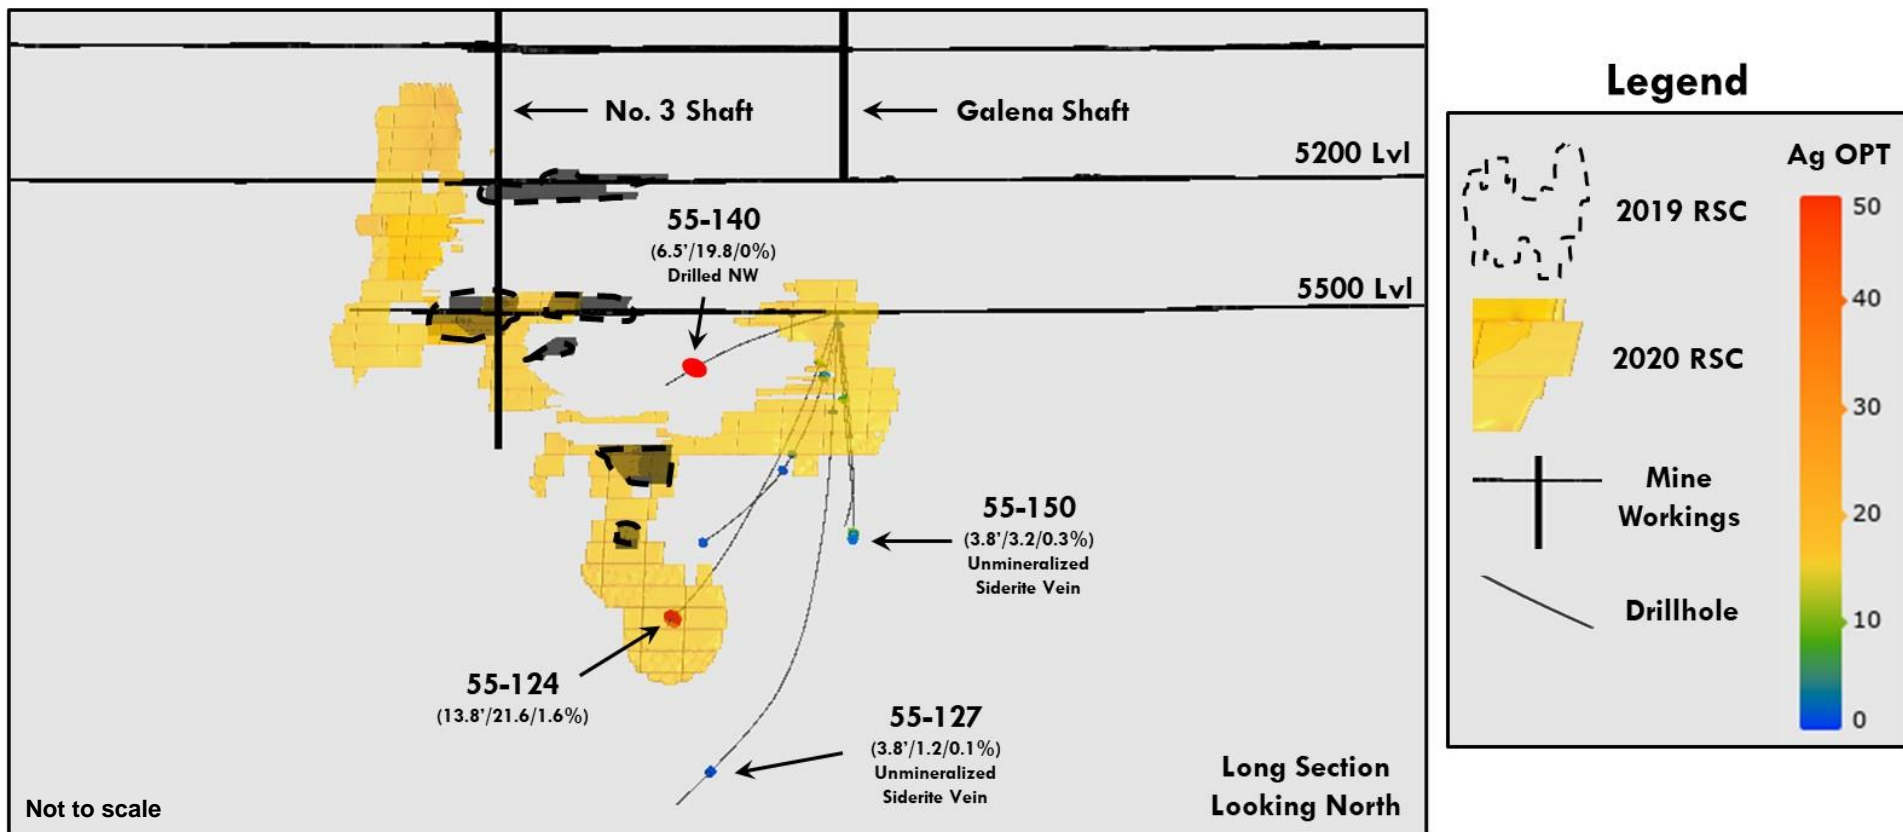 No. 3 Shaft
Galena Shaft
5200 Lvl
55-140
(6.5’/19.8/0%)
Drilled NW
5500 Lvl
55-150
(3.8’/3.2/0.3%)
Unmineralized
Siderite Vein
55-124
(13.8’/21.6/1.6%)
55-127
(3.8’/1.2/0.1%)
Unmineralized
Siderite Vein
Long Section
Looking North
Not to scale
Legend
Ag OPT
2019 RSC
2020 RSC
Mine
Workings
Drillhole
50
40
30
20
10
0